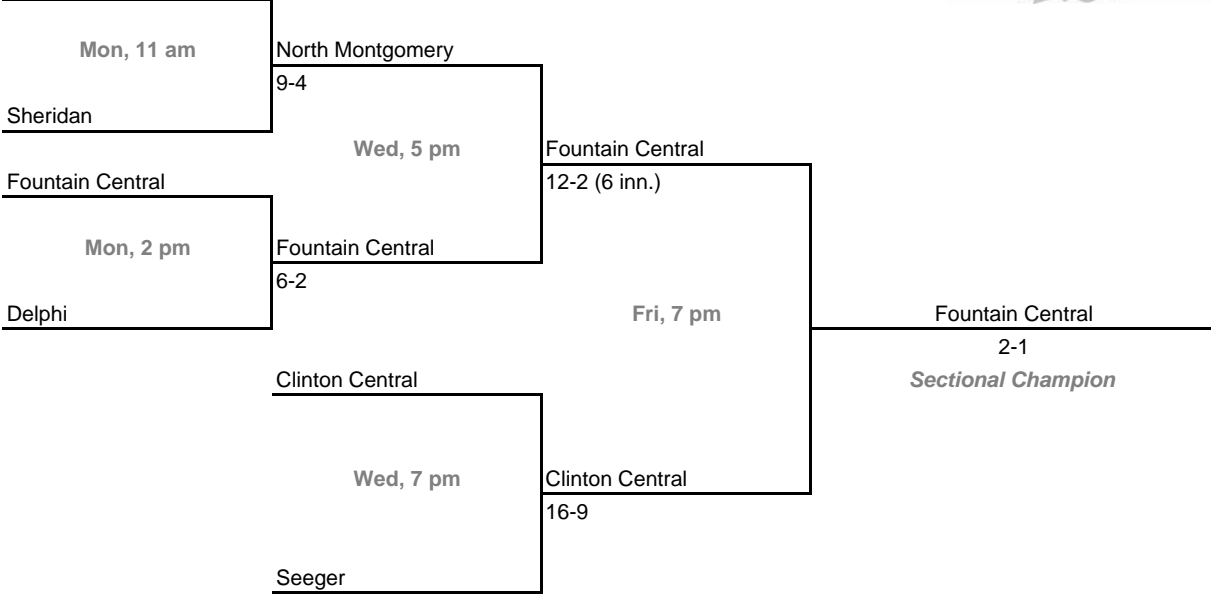 Mon, 11 am
North Montgomery
9-4
Sheridan
Wed, 5 pm
Fountain Central
12-2 (6 inn.)
Fountain Central
Mon, 2 pm
Fountain Central
6-2
Delphi
Fri, 7 pm
Fountain Central
2-1
Sectional Champion
Clinton Central
Wed, 7 pm
Clinton Central
16-9
Seeger